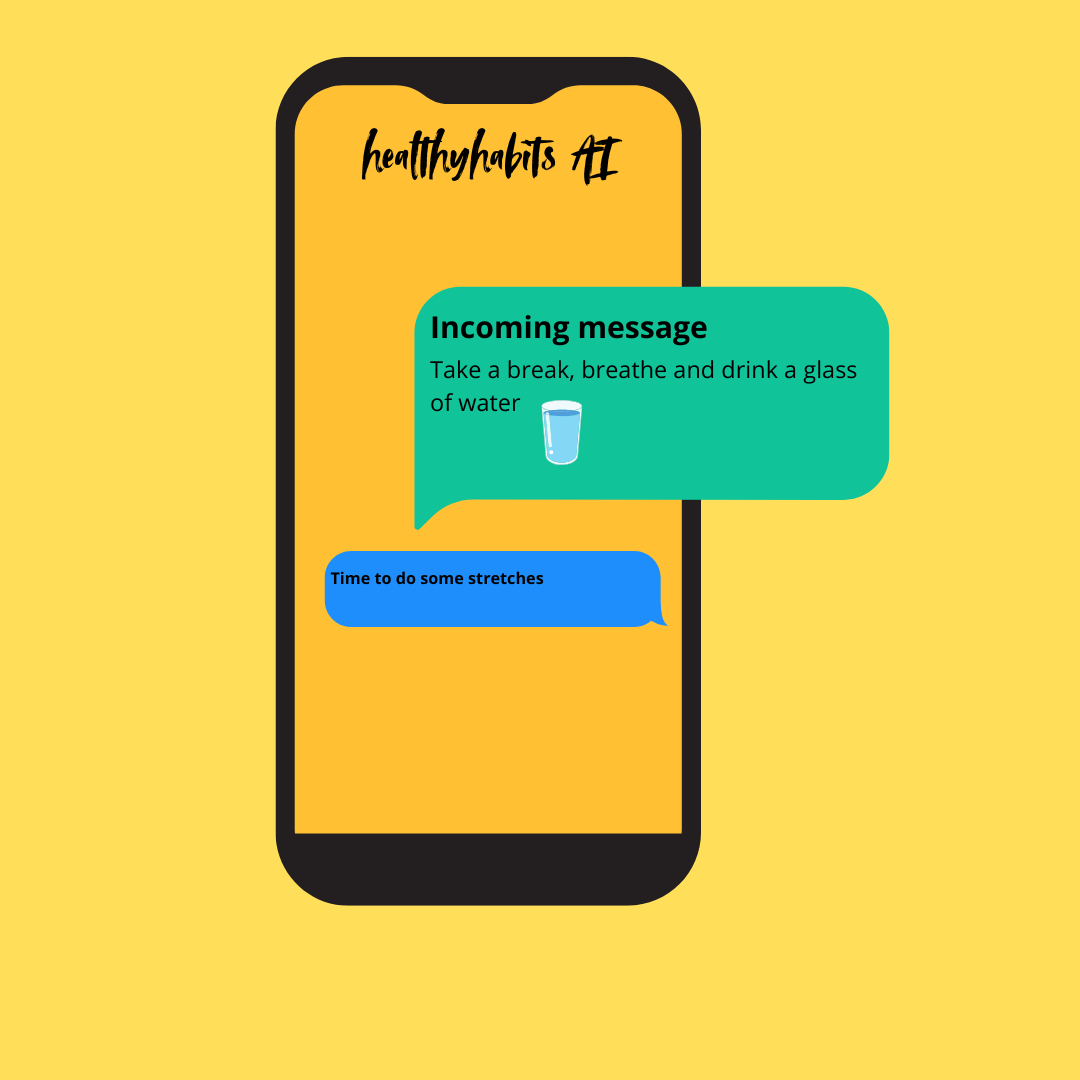 healthyhabits AI
Incoming message
Take a break, breathe and drink a glass
of water
Time to do some stretches